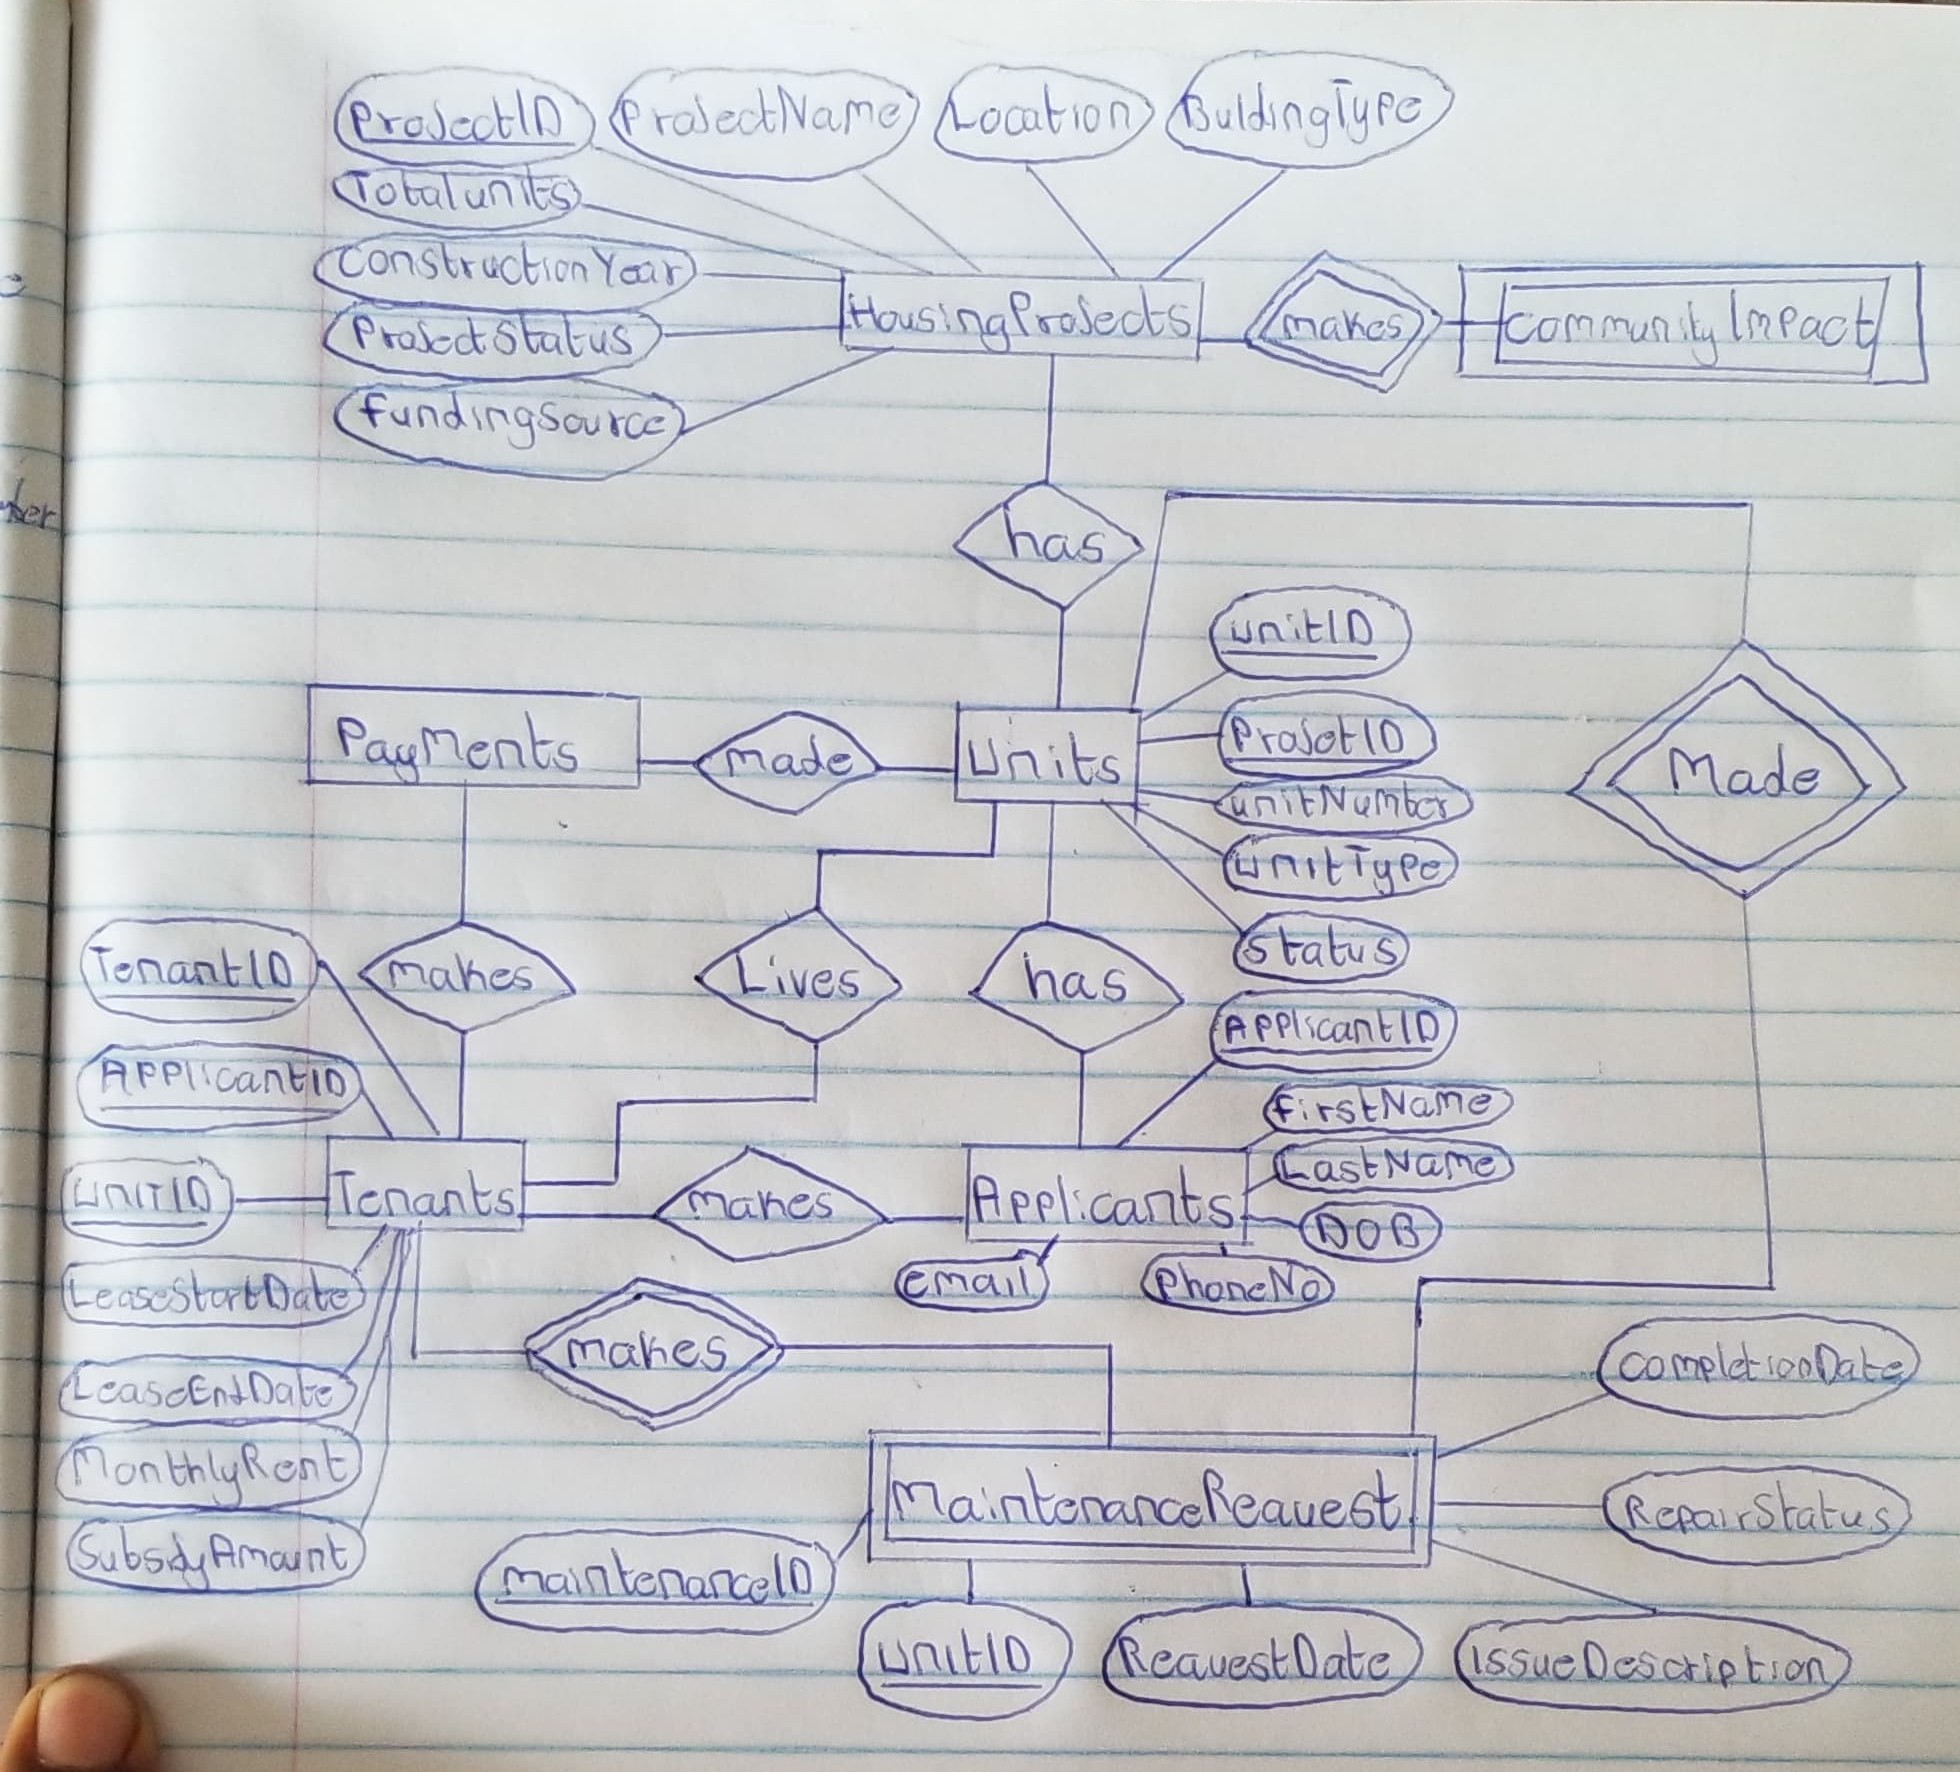 ProjectID ProjectName Location BuldingType
Totalunits
ConstructionYear
ProjectStatus
HousingProjects makes CommunityImpact
fundingSource
has
unitID
ProjetID
Payments made Units Made
unitNumber
unitType
Status
TenantID makes Lives has
ApplicantID
ApplicantID
firstName
LastName
UNITID Tenants makes Applicants
DOB
LeaseStartDate email PhoneNo
makes
CompletionDate
LeaseEndDate
MonthlyRent
MaintenanceRequest RepairStatus
SubsidyAmount
maintenanceID
unitID RequestDate IssueDescription